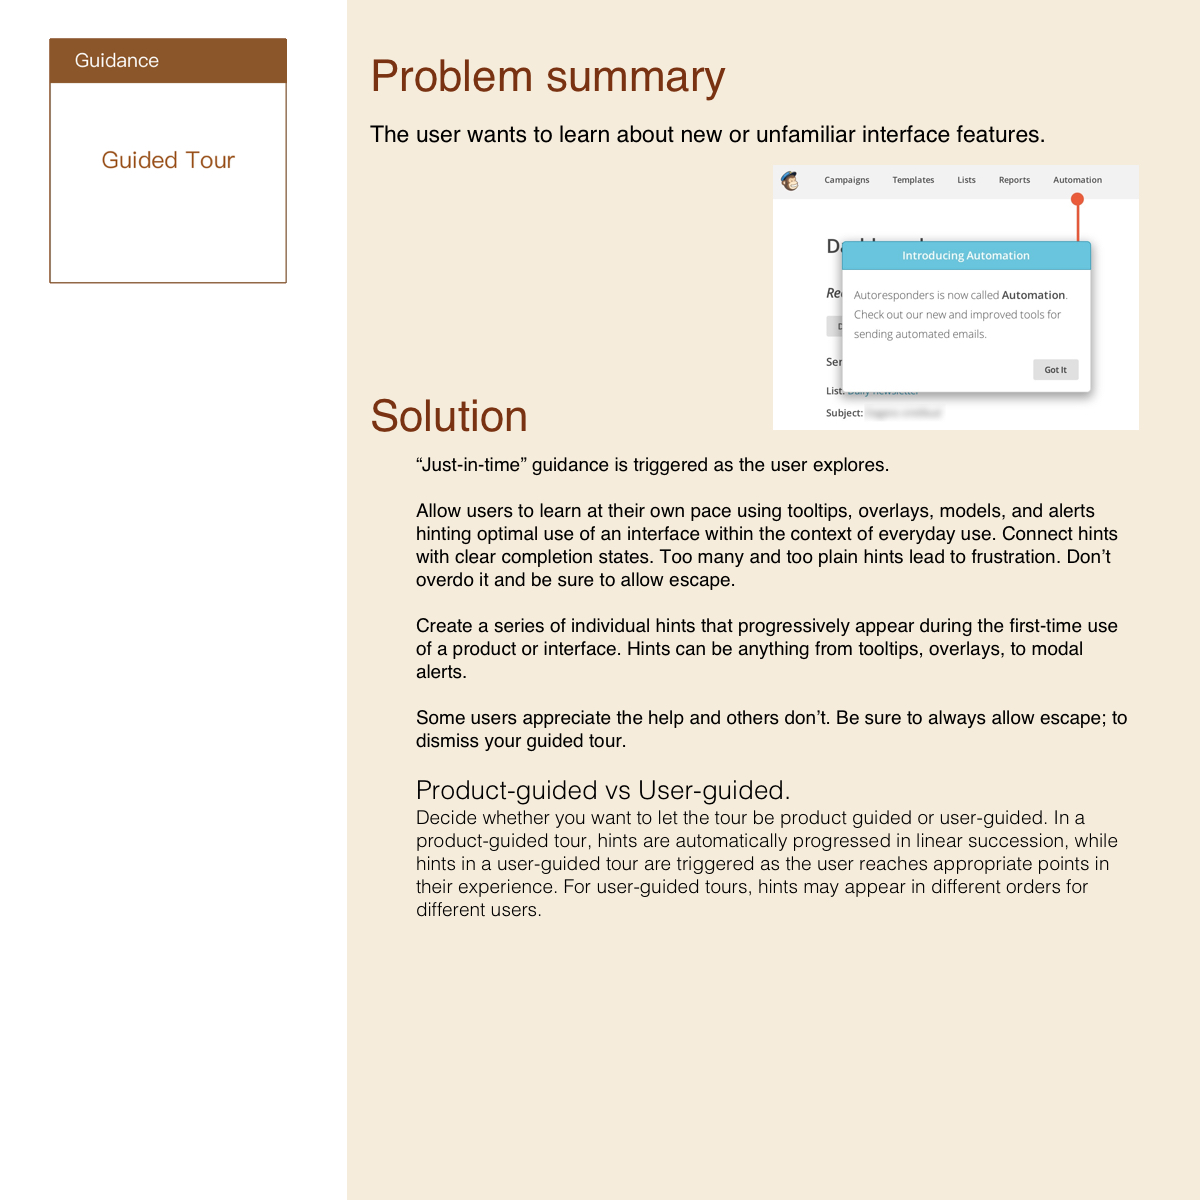 Guidance
Guided Tour
Problem summary
The user wants to learn about new or unfamiliar interface features.
Campaigns Templates Lists Reports Automation
Introducing Automation
Autoresponders is now called Automation.
Check out our new and improved tools for
sending automated emails.
Got It
List:
Subject:
Solution
“Just-in-time” guidance is triggered as the user explores.
Allow users to learn at their own pace using tooltips, overlays, models, and alerts
hinting optimal use of an interface within the context of everyday use. Connect hints
with clear completion states. Too many and too plain hints lead to frustration. Don’t
overdo it and be sure to allow escape.
Create a series of individual hints that progressively appear during the first-time use
of a product or interface. Hints can be anything from tooltips, overlays, to modal
alerts.
Some users appreciate the help and others don’t. Be sure to always allow escape; to
dismiss your guided tour.
Product-guided vs User-guided.
Decide whether you want to let the tour be product guided or user-guided. In a
product-guided tour, hints are automatically progressed in linear succession, while
hints in a user-guided tour are triggered as the user reaches appropriate points in
their experience. For user-guided tours, hints may appear in different orders for
different users.